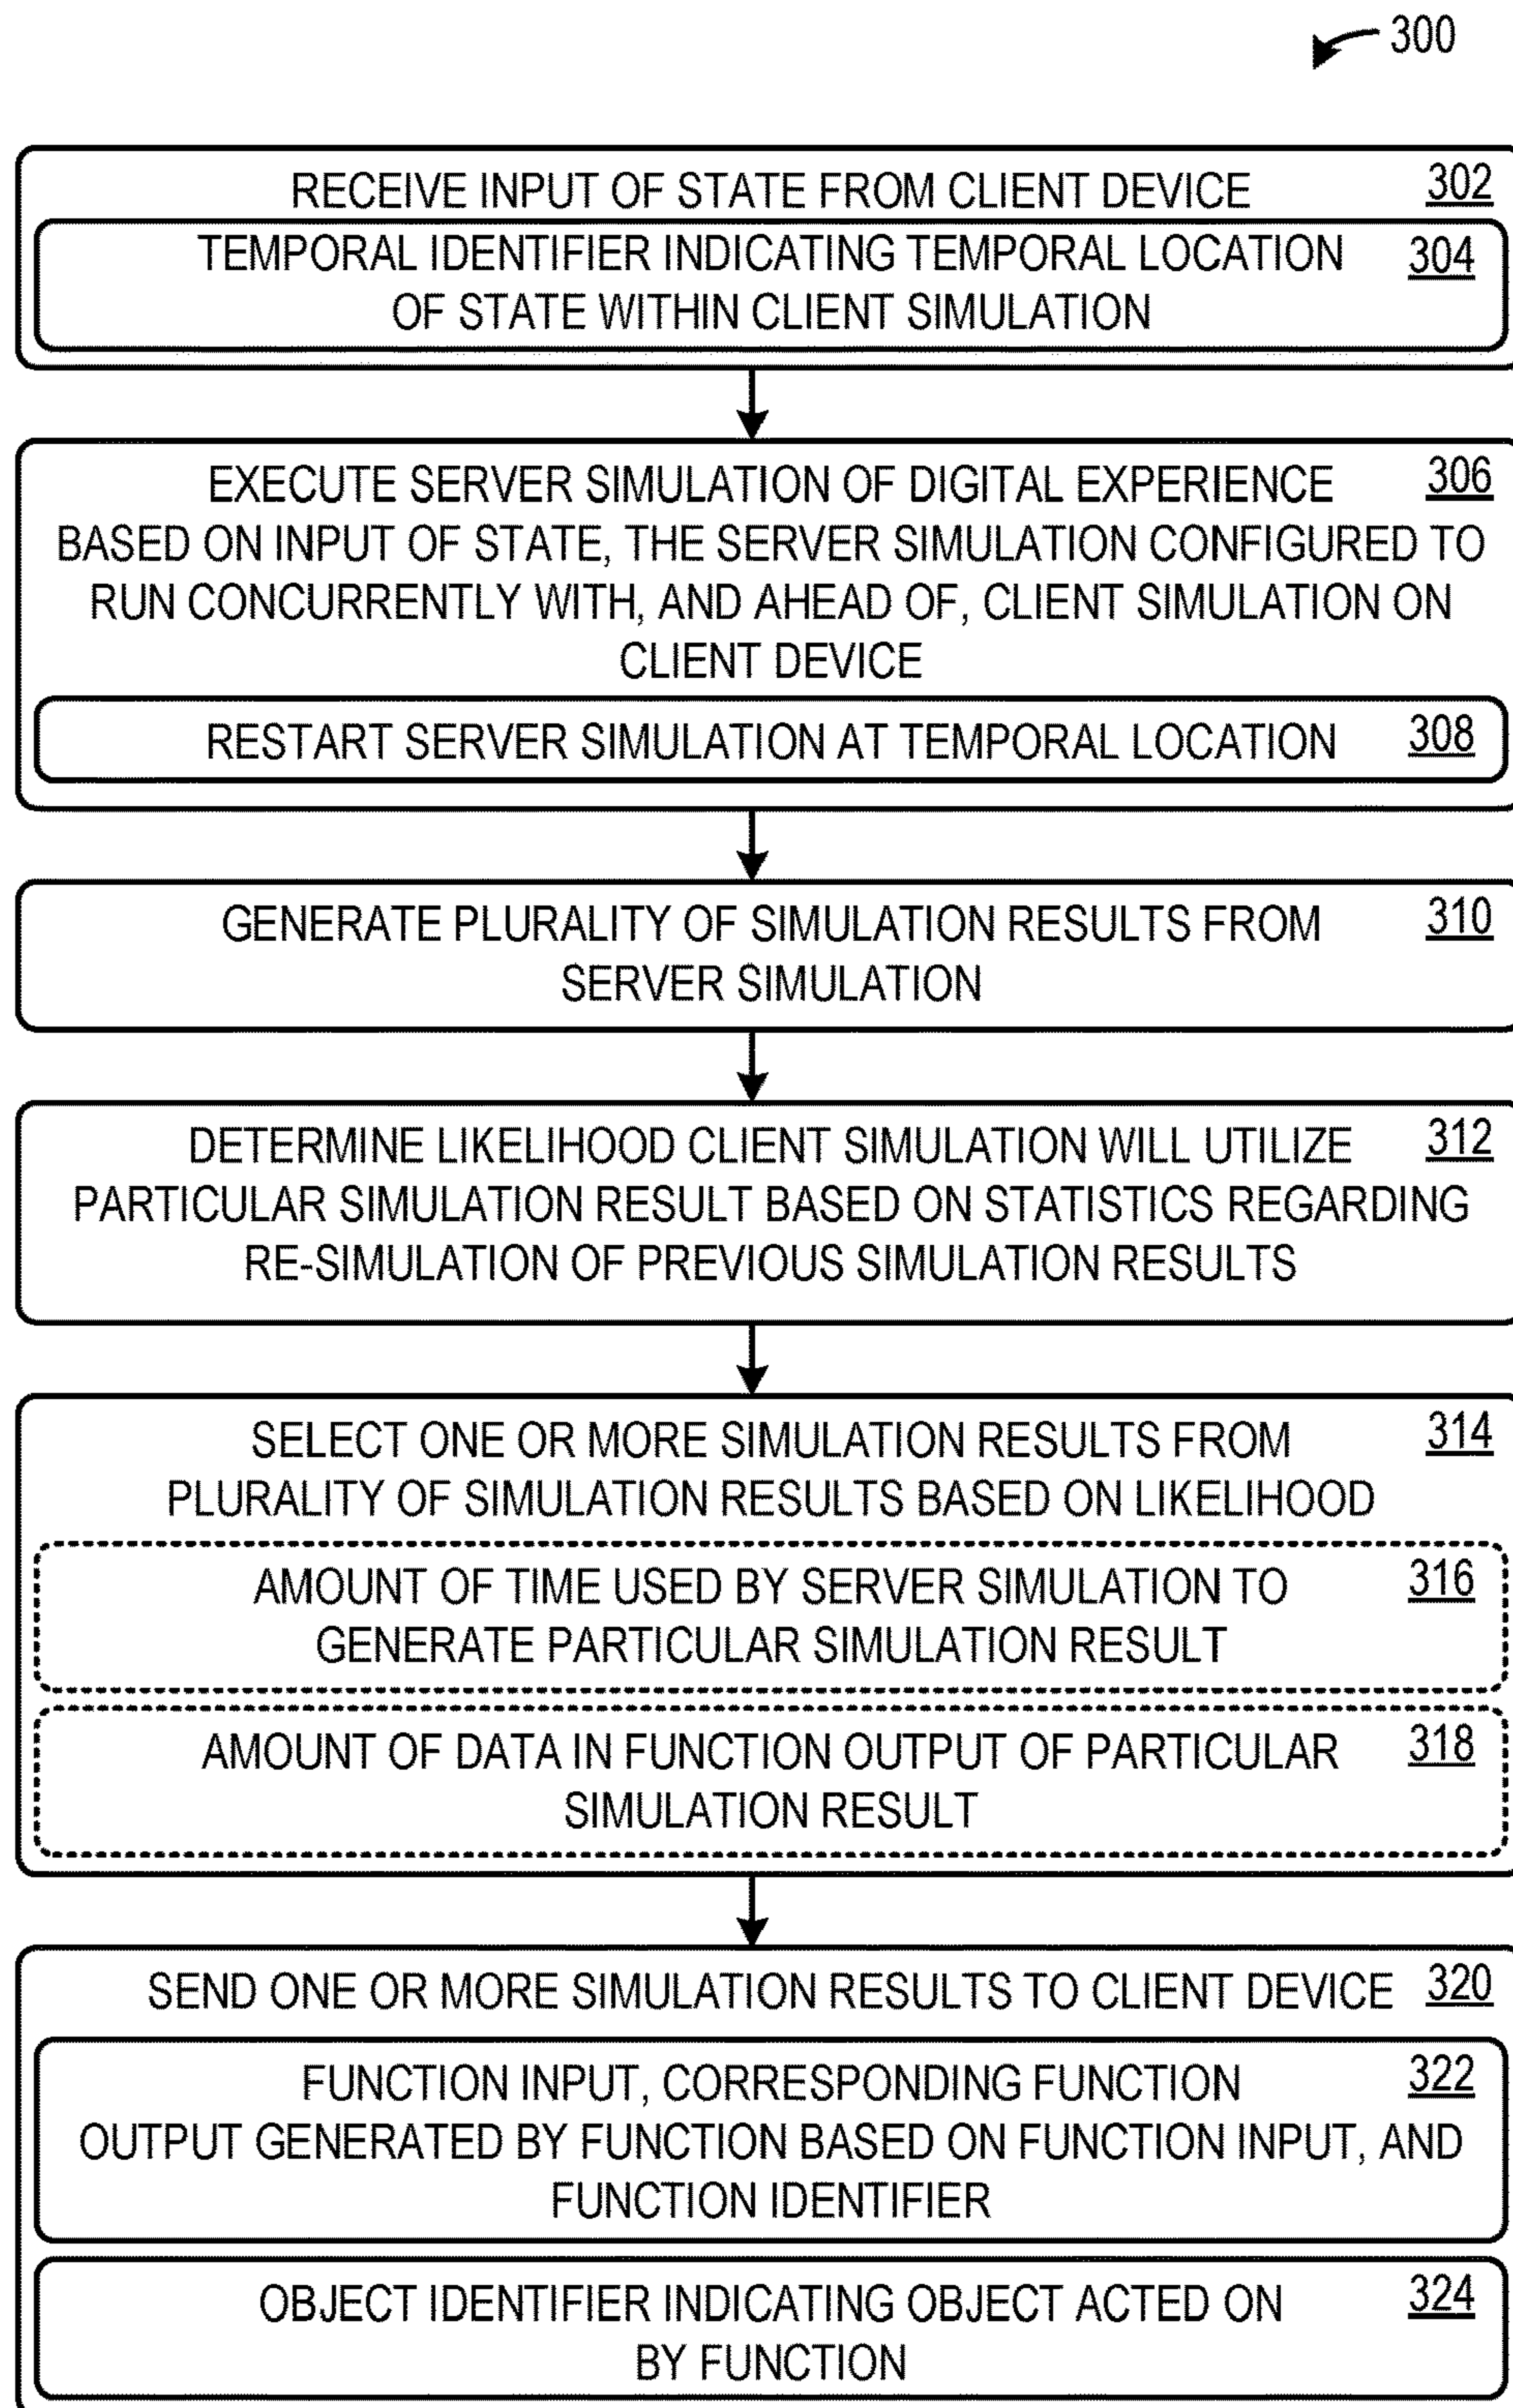 300
RECEIVE INPUT OF STATE FROM CLIENT DEVICE 302
TEMPORAL IDENTIFIER INDICATING TEMPORAL LOCATION 304
OF STATE WITHIN CLIENT SIMULATION
EXECUTE SERVER SIMULATION OF DIGITAL EXPERIENCE 306
BASED ON INPUT OF STATE, THE SERVER SIMULATION CONFIGURED TO
RUN CONCURRENTLY WITH, AND AHEAD OF, CLIENT SIMULATION ON
CLIENT DEVICE
RESTART SERVER SIMULATION AT TEMPORAL LOCATION 308
GENERATE PLURALITY OF SIMULATION RESULTS FROM 310
SERVER SIMULATION
DETERMINE LIKELIHOOD CLIENT SIMULATION WILL UTILIZE 312
PARTICULAR SIMULATION RESULT BASED ON STATISTICS REGARDING
RE-SIMULATION OF PREVIOUS SIMULATION RESULTS
SELECT ONE OR MORE SIMULATION RESULTS FROM 314
PLURALITY OF SIMULATION RESULTS BASED ON LIKELIHOOD
AMOUNT OF TIME USED BY SERVER SIMULATION TO 316
GENERATE PARTICULAR SIMULATION RESULT
AMOUNT OF DATA IN FUNCTION OUTPUT OF PARTICULAR 318
SIMULATION RESULT
SEND ONE OR MORE SIMULATION RESULTS TO CLIENT DEVICE 320
FUNCTION INPUT, CORRESPONDING FUNCTION 322
OUTPUT GENERATED BY FUNCTION BASED ON FUNCTION INPUT, AND
FUNCTION IDENTIFIER
OBJECT IDENTIFIER INDICATING OBJECT ACTED ON 324
BY FUNCTION